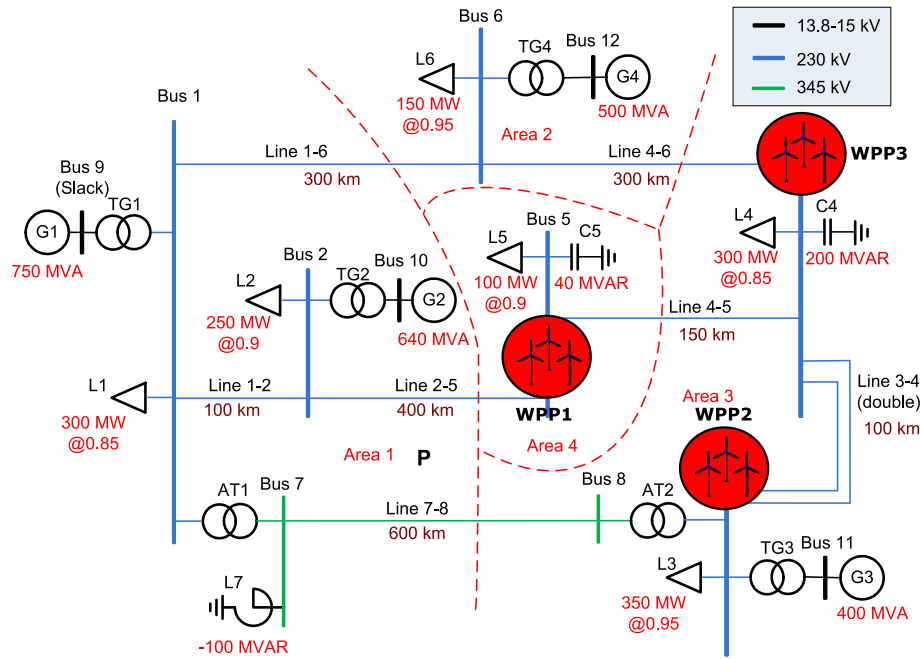 Bus 6
13.8-15 kV
230 kV
345 kV
L6
TG4
Bus 12
G4
150 MW
@0.95
500 MVA
Area 2
Bus 1
Line 1-6
300 km
Line 4-6
300 km
WPP3
Bus 9
(Slack)
TG1
G1
750 MVA
Bus 5
L5
C5
100 MW
@0.9
40 MVAR
L4
C4
300 MW
@0.85
200 MVAR
Bus 2
L2
TG2
Bus 10
G2
250 MW
@0.9
640 MVA
Line 4-5
150 km
L1
300 MW
@0.85
Line 1-2
100 km
Line 2-5
400 km
WPP1
Area 3
WPP2
Line 3-4
(double)
100 km
Area 1
P
Area 4
AT1
Bus 7
Line 7-8
600 km
Bus 8
AT2
L7
-100 MVAR
L3
350 MW
@0.95
TG3
Bus 11
G3
400 MVA